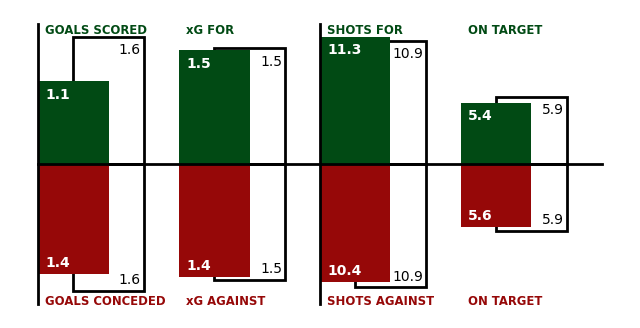 GOALS SCORED xG FOR SHOTS FOR ON TARGET
1.1 1.6 1.5 1.5 11.3 10.9 5.4 5.9
1.4 1.6 1.4 1.5 10.4 10.9 5.6 5.9
GOALS CONCEDED xG AGAINST SHOTS AGAINST ON TARGET